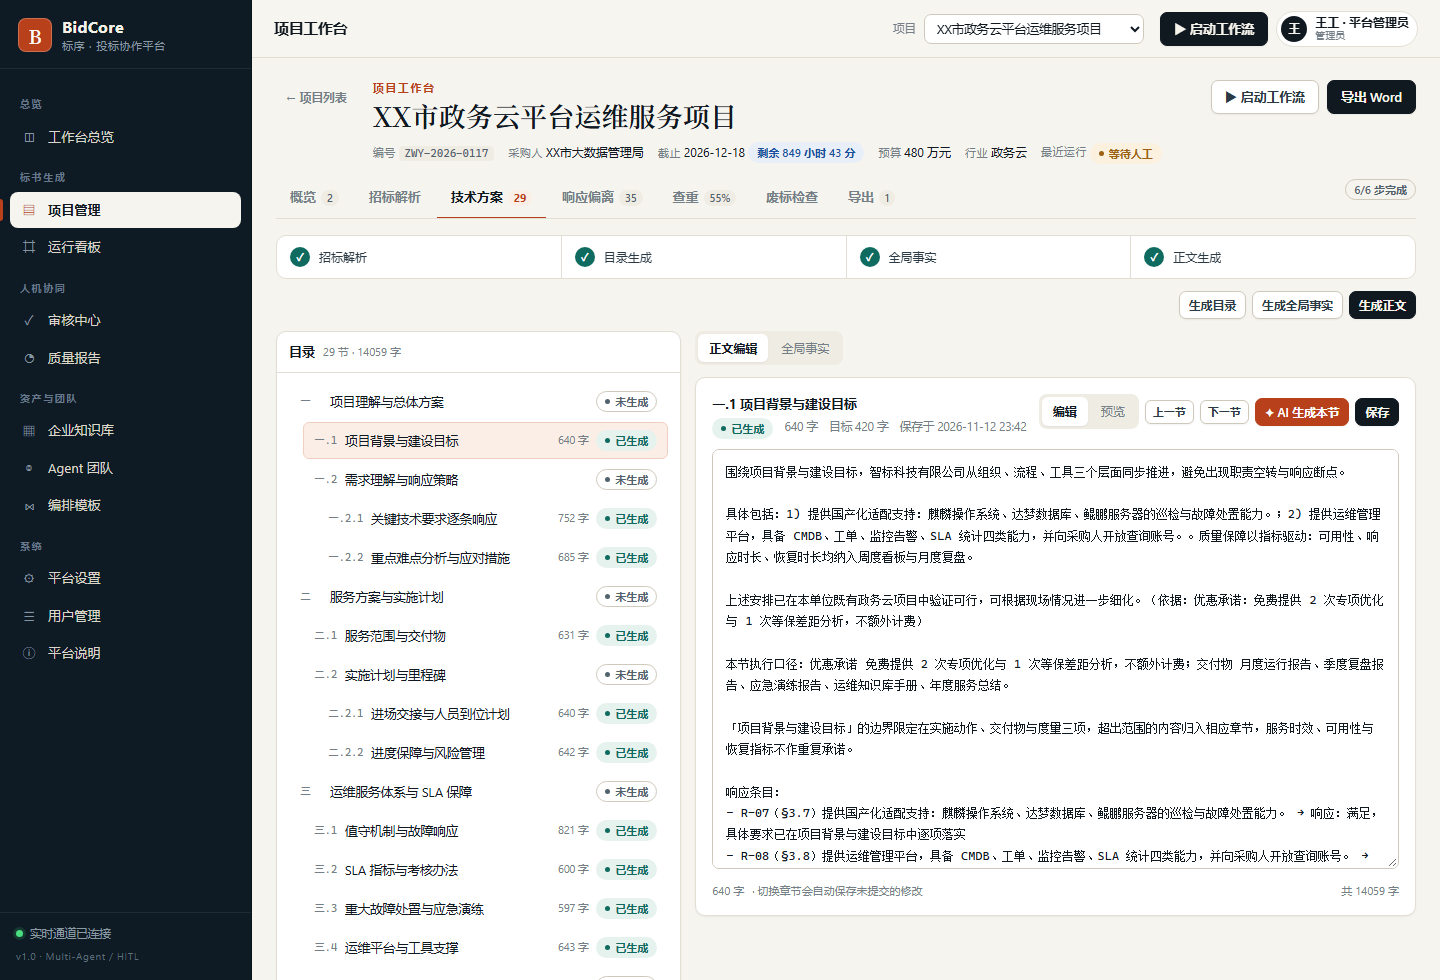 B
BidCore
标序 · 投标协作平台
总览
工作台总览
标书生成
项目管理
运行看板
人机协同
审核中心
质量报告
资产与团队
企业知识库
Agent 团队
编排模板
系统
平台设置
用户管理
平台说明
实时通道已连接
v1.0 · Multi-Agent / HITL
项目工作台
项目 XX市政务云平台运维服务项目
▶ 启动工作流
王 王工 · 平台管理员
管理员
← 项目列表
项目工作台
XX市政务云平台运维服务项目
编号 ZWY-2026-0117 采购人 XX市大数据管理局 截止 2026-12-18 剩余 849 小时 43 分 预算 480 万元 行业 政务云 最近运行 等待人工
▶ 启动工作流 导出 Word
概览 2 招标解析 技术方案 29 响应偏离 35 查重 55% 废标检查 导出 1
6/6 步完成
✓ 招标解析 ✓ 目录生成 ✓ 全局事实 ✓ 正文生成
生成目录 生成全局事实 生成正文
目录 29 节 · 14059 字
一 项目理解与总体方案 未生成
一.1 项目背景与建设目标 640 字 已生成
一.2 需求理解与响应策略 未生成
一.2.1 关键技术要求逐条响应 752 字 已生成
一.2.2 重点难点分析与应对措施 685 字 已生成
二 服务方案与实施计划 未生成
二.1 服务范围与交付物 631 字 已生成
二.2 实施计划与里程碑 未生成
二.2.1 进场交接与人员到位计划 640 字 已生成
二.2.2 进度保障与风险管理 642 字 已生成
三 运维服务体系与 SLA 保障 未生成
三.1 值守机制与故障响应 821 字 已生成
三.2 SLA 指标与考核办法 600 字 已生成
三.3 重大故障处置与应急演练 597 字 已生成
三.4 运维平台与工具支撑 643 字 已生成
正文编辑 全局事实
一.1 项目背景与建设目标
已生成 640 字 目标 420 字 保存于 2026-11-12 23:42
编辑 预览 上一节 下一节 ✦ AI 生成本节 保存
围绕项目背景与建设目标，智标科技有限公司从组织、流程、工具三个层面同步推进，避免出现职责空转与响应断点。
具体包括：1）提供国产化适配支持：麒麟操作系统、达梦数据库、鲲鹏服务器的巡检与故障处置能力。；2）提供运维管理
平台，具备 CMDB、工单、监控告警、SLA 统计四类能力，并向采购人开放查询账号。。质量保障以指标驱动：可用性、响
应时长、恢复时长均纳入周度看板与月度复盘。
上述安排已在本单位既有政务云项目中验证可行，可根据现场情况进一步细化。（依据：优惠承诺：免费提供 2 次专项优化
与 1 次等保差距分析，不额外计费）
本节执行口径：优惠承诺 免费提供 2 次专项优化与 1 次等保差距分析，不额外计费；交付物 月度运行报告、季度复盘报
告、应急演练报告、运维知识库手册、年度服务总结。
「项目背景与建设目标」的边界限定在实施动作、交付物与度量三项，超出范围的内容归入相应章节，服务时效、可用性与
恢复指标不作重复承诺。
响应条目：
- R-07（§3.7）提供国产化适配支持：麒麟操作系统、达梦数据库、鲲鹏服务器的巡检与故障处置能力。 → 响应：满足，
具体要求已在项目背景与建设目标中逐项落实
- R-08（§3.8）提供运维管理平台，具备 CMDB、工单、监控告警、SLA 统计四类能力，并向采购人开放查询账号。 →
640 字 · 切换章节会自动保存未提交的修改
共 14059 字